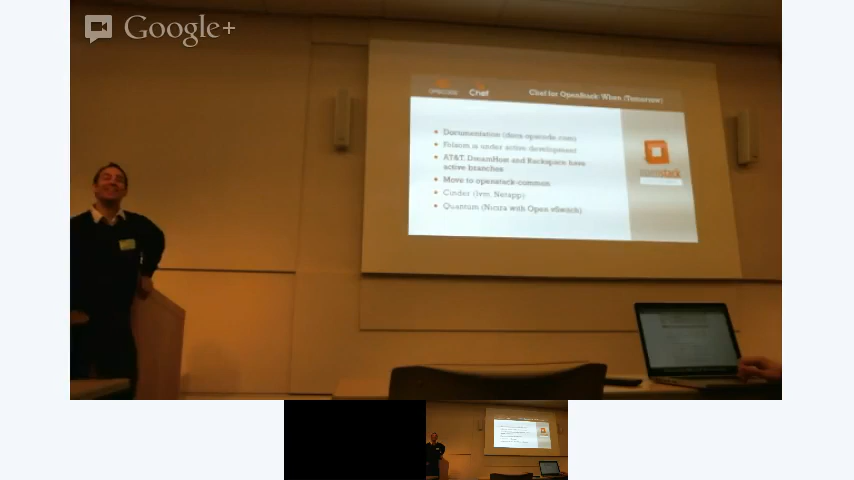 Google+
Chef
Chef for OpenStack: When (Tomorrow)
Documentation (docs.opscode.com)
Folsom is under active development
AT&T, DreamHost and Rackspace have
active branches
Move to openstack-common
Cinder (lvm, Netapp)
Quantum (Nicira with Open vSwitch)
openstack